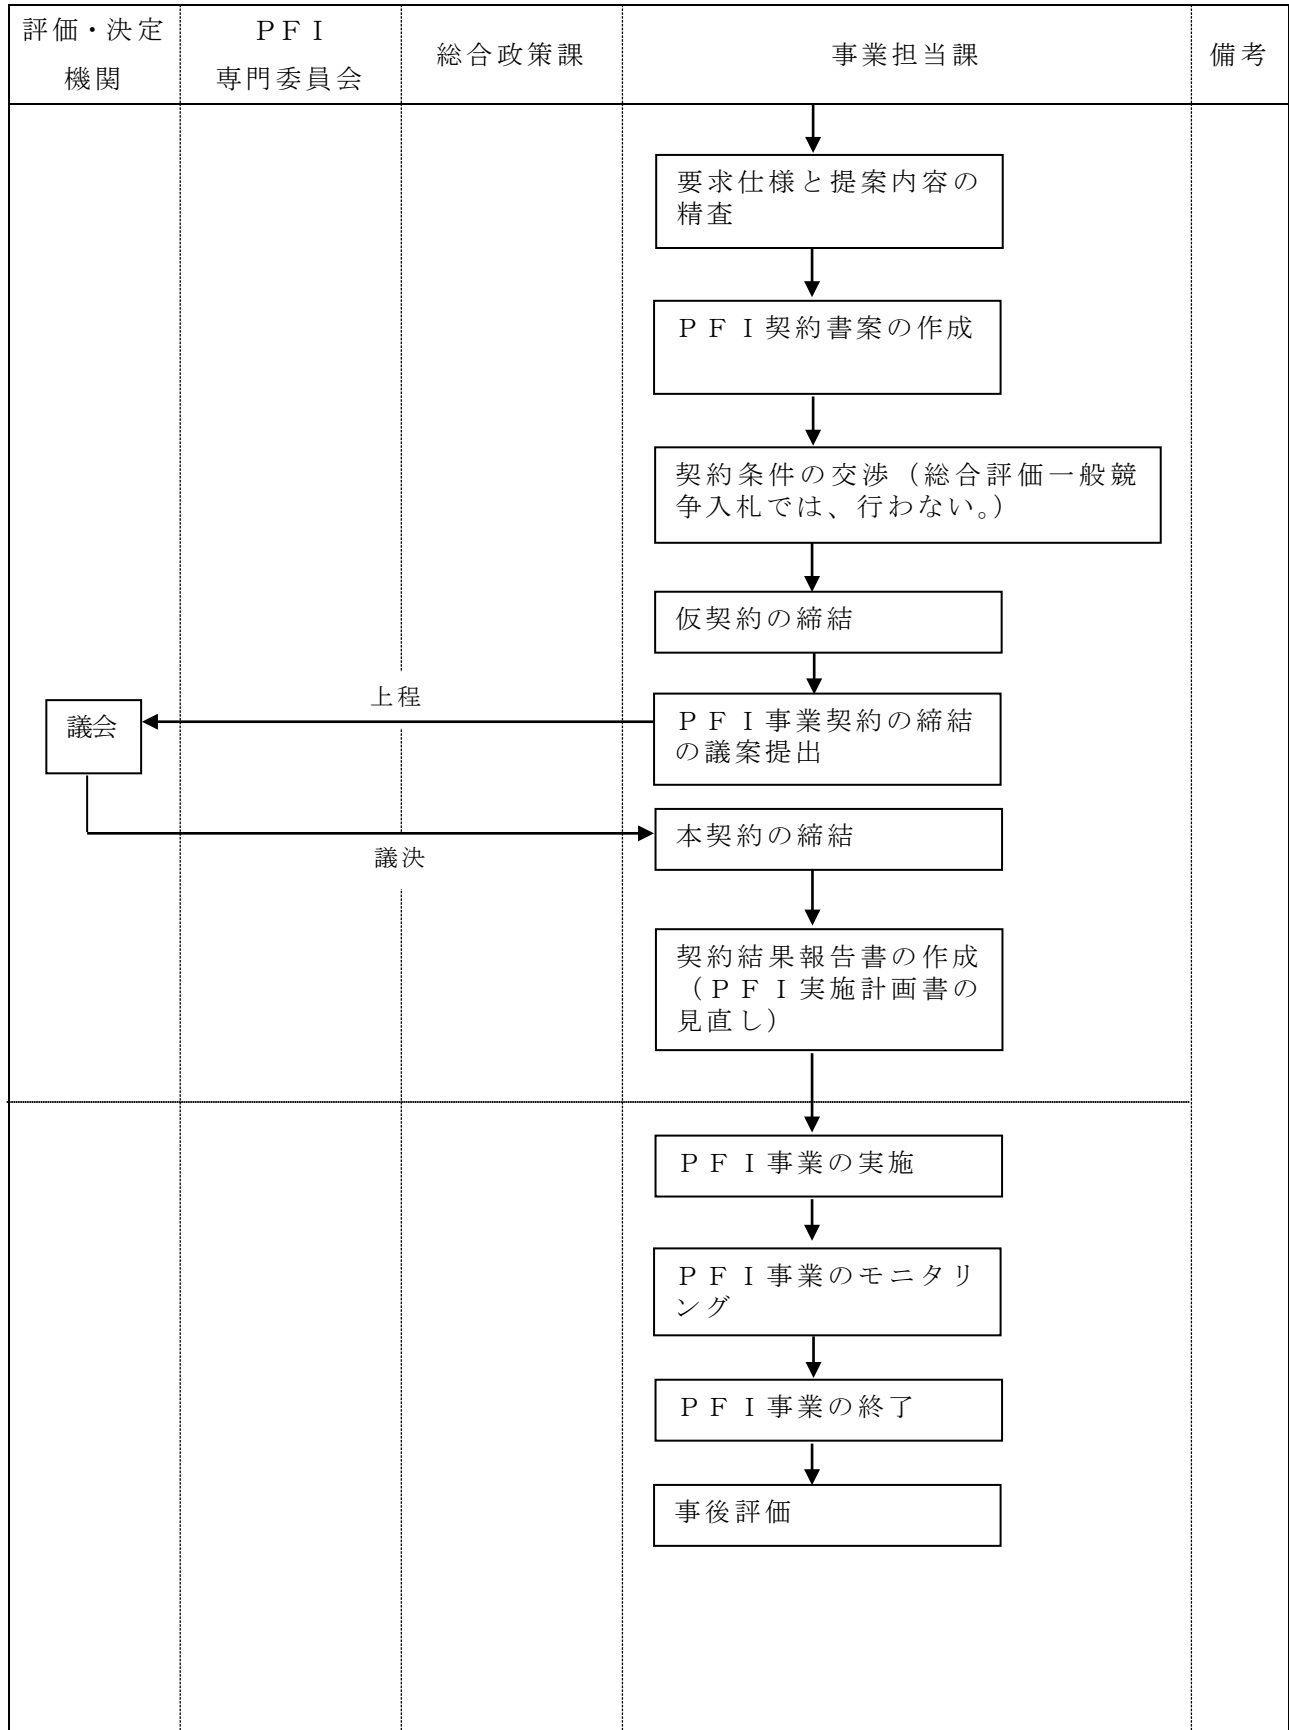 評価・決定
機関
ＰＦＩ
専門委員会
総合政策課
事業担当課
備考
要求仕様と提案内容の
精査
ＰＦＩ契約書案の作成
契約条件の交渉（総合評価一般競
争入札では、行わない。）
仮契約の締結
上程
議会
ＰＦＩ事業契約の締結
の議案提出
本契約の締結
議決
契約結果報告書の作成
（ＰＦＩ実施計画書の
見直し）
ＰＦＩ事業の実施
ＰＦＩ事業のモニタリ
ング
ＰＦＩ事業の終了
事後評価